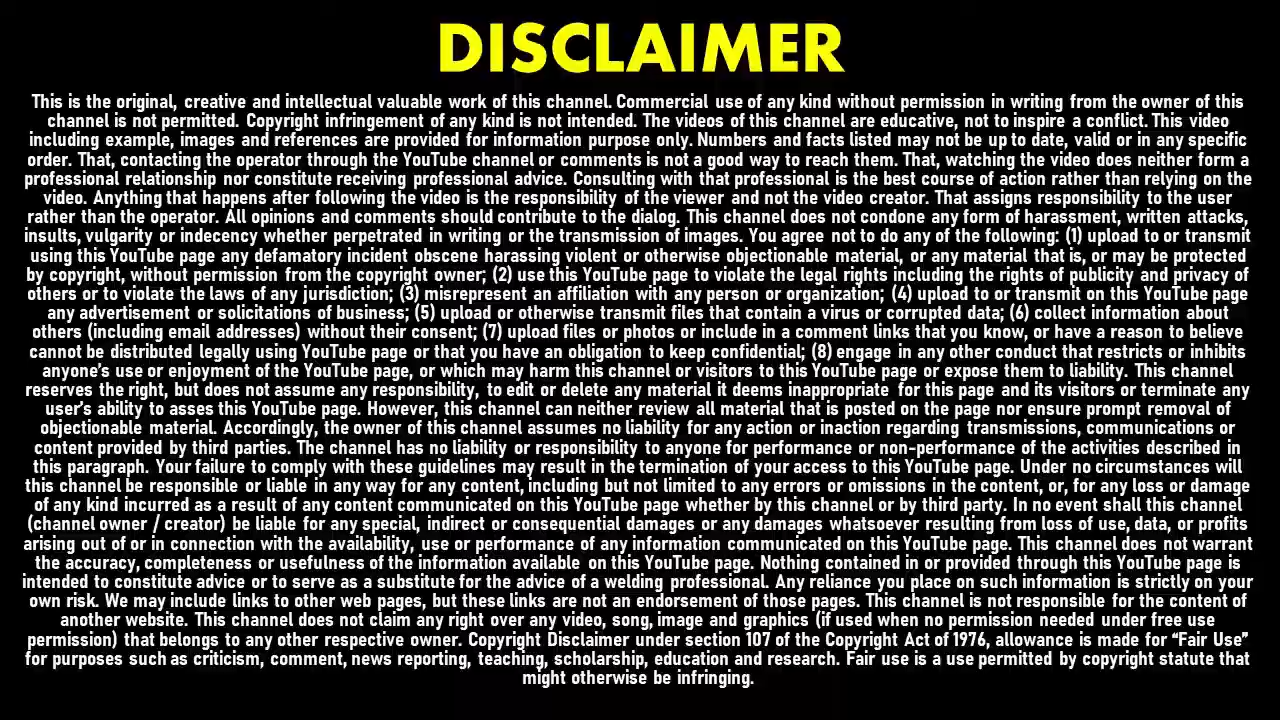 DISCLAIMER
This is the original, creative and intellectual valuable work of this channel. Commercial use of any kind without permission in writing from the owner of this
channel is not permitted. Copyright infringement of any kind is not intended. The videos of this channel are educative, not to inspire a conflict. This video
including example, images and references are provided for information purpose only. Numbers and facts listed may not be up to date, valid or in any specific
order. That, contacting the operator through the YouTube channel or comments is not a good way to reach them. That, watching the video does neither form a
professional relationship nor constitute receiving professional advice. Consulting with that professional is the best course of action rather than relying on the
video. Anything that happens after following the video is the responsibility of the viewer and not the video creator. That assigns responsibility to the user
rather than the operator. All opinions and comments should contribute to the dialog. This channel does not condone any form of harassment, written attacks,
insults, vulgarity or indecency whether perpetrated in writing or the transmission of images. You agree not to do any of the following: (1) upload to or transmit
using this YouTube page any defamatory incident obscene harassing violent or otherwise objectionable material, or any material that is, or may be protected
by copyright, without permission from the copyright owner; (2) use this YouTube page to violate the legal rights including the rights of publicity and privacy of
others or to violate the laws of any jurisdiction; (3) misrepresent an affiliation with any person or organization; (4) upload to or transmit on this YouTube page
any advertisement or solicitations of business; (5) upload or otherwise transmit files that contain a virus or corrupted data; (6) collect information about
others (including email addresses) without their consent; (7) upload files or photos or include in a comment links that you know, or have a reason to believe
cannot be distributed legally using YouTube page or that you have an obligation to keep confidential; (8) engage in any other conduct that restricts or inhibits
anyone's use or enjoyment of the YouTube page, or which may harm this channel or visitors to this YouTube page or expose them to liability. This channel
reserves the right, but does not assume any responsibility, to edit or delete any material it deems inappropriate for this page and its visitors or terminate any
user's ability to asses this YouTube page. However, this channel can neither review all material that is posted on the page nor ensure prompt removal of
objectionable material. Accordingly, the owner of this channel assumes no liability for any action or inaction regarding transmissions, communications or
content provided by third parties. The channel has no liability or responsibility to anyone for performance or non-performance of the activities described in
this paragraph. Your failure to comply with these guidelines may result in the termination of your access to this YouTube page. Under no circumstances will
this channel be responsible or liable in any way for any content, including but not limited to any errors or omissions in the content, or, for any loss or damage
of any kind incurred as a result of any content communicated on this YouTube page whether by this channel or by third party. In no event shall this channel
(channel owner / creator) be liable for any special, indirect or consequential damages or any damages whatsoever resulting from loss of use, data, or profits
arising out of or in connection with the availability, use or performance of any information communicated on this YouTube page. This channel does not warrant
the accuracy, completeness or usefulness of the information available on this YouTube page. Nothing contained in or provided through this YouTube page is
intended to constitute advice or to serve as a substitute for the advice of a welding professional. Any reliance you place on such information is strictly on your
own risk. We may include links to other web pages, but these links are not an endorsement of those pages. This channel is not responsible for the content of
another website. This channel does not claim any right over any video, song, image and graphics (if used when no permission needed under free use
permission) that belongs to any other respective owner. Copyright Disclaimer under section 107 of the Copyright Act of 1976, allowance is made for “Fair Use”
for purposes such as criticism, comment, news reporting, teaching, scholarship, education and research. Fair use is a use permitted by copyright statute that
might otherwise be infringing.